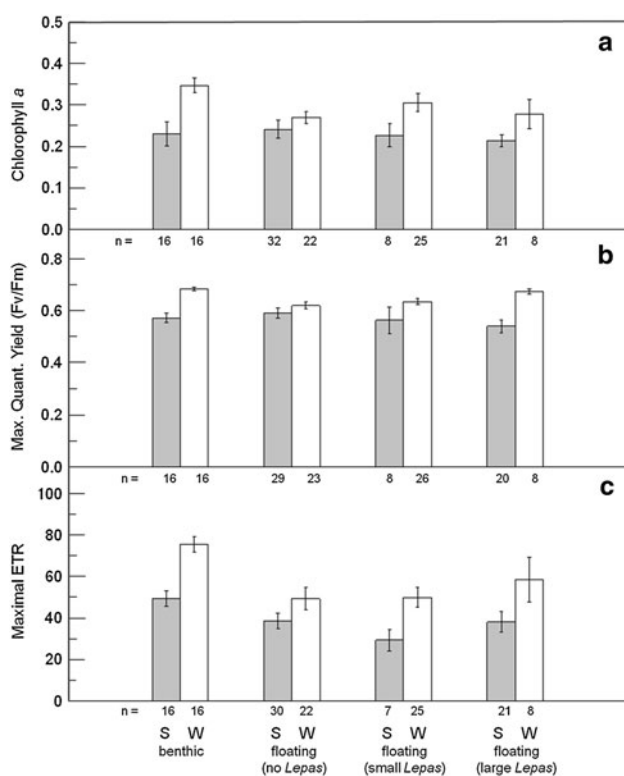 0.5
a
0.4
0.3
0.2
0.1
0.0
Chlorophyll a
n = 16 16 32 22 8 25 21 8
0.8
b
0.6
0.4
0.2
0.0
Max. Quant. Yield (Fv/Fm)
n = 16 16 29 23 8 26 20 8
100
c
80
60
40
20
0
Maximal ETR
n = 16 16 30 22 7 25 21 8
S W S W S W S W
benthic floating floating floating
(no Lepas) (small Lepas) (large Lepas)